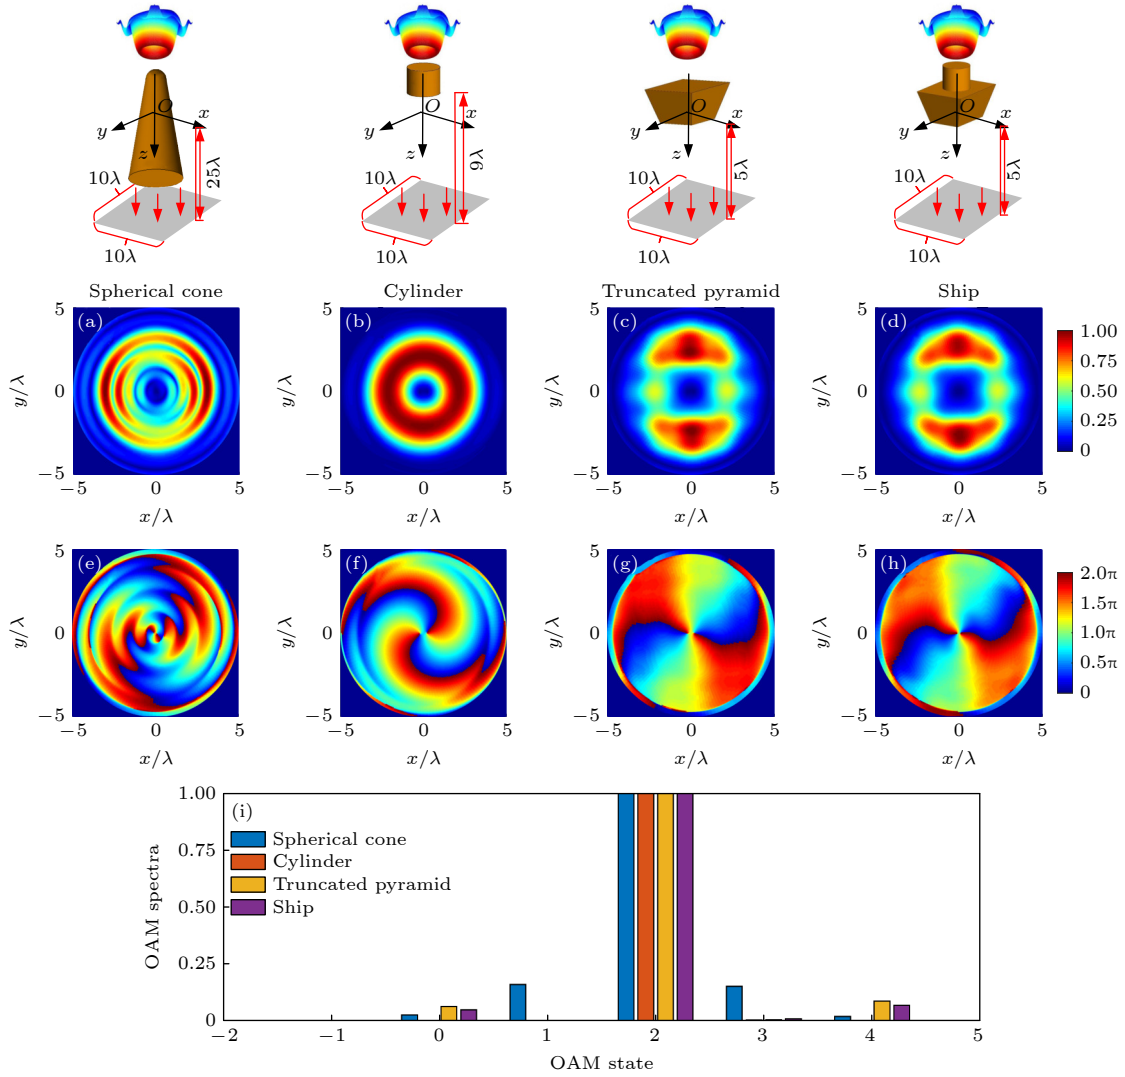 O x y z 10λ 10λ 25λ
O x y 10λ 10λ 9λ z
O x y z 10λ 10λ 5λ
O x y z 10λ 10λ 5λ
Spherical cone Cylinder Truncated pyramid Ship
(a) (b) (c) (d)
5 0 −5 y/λ
−5 0 5 −5 0 5 −5 0 5 −5 0 5
x/λ x/λ x/λ x/λ
y/λ y/λ y/λ
5 0 −5 5 0 −5 5 0 −5
1.00
0.75
0.50
0.25
0
(e) (f) (g) (h)
5 0 −5 y/λ
−5 0 5 −5 0 5 −5 0 5 −5 0 5
x/λ x/λ x/λ x/λ
y/λ y/λ y/λ
5 0 −5 5 0 −5 5 0 −5
2.0π
1.5π
1.0π
0.5π
0
(i)
OAM spectra
1.00
0.75
0.50
0.25
0
Spherical cone
Cylinder
Truncated pyramid
Ship
−2 −1 0 1 2 3 4 5
OAM state